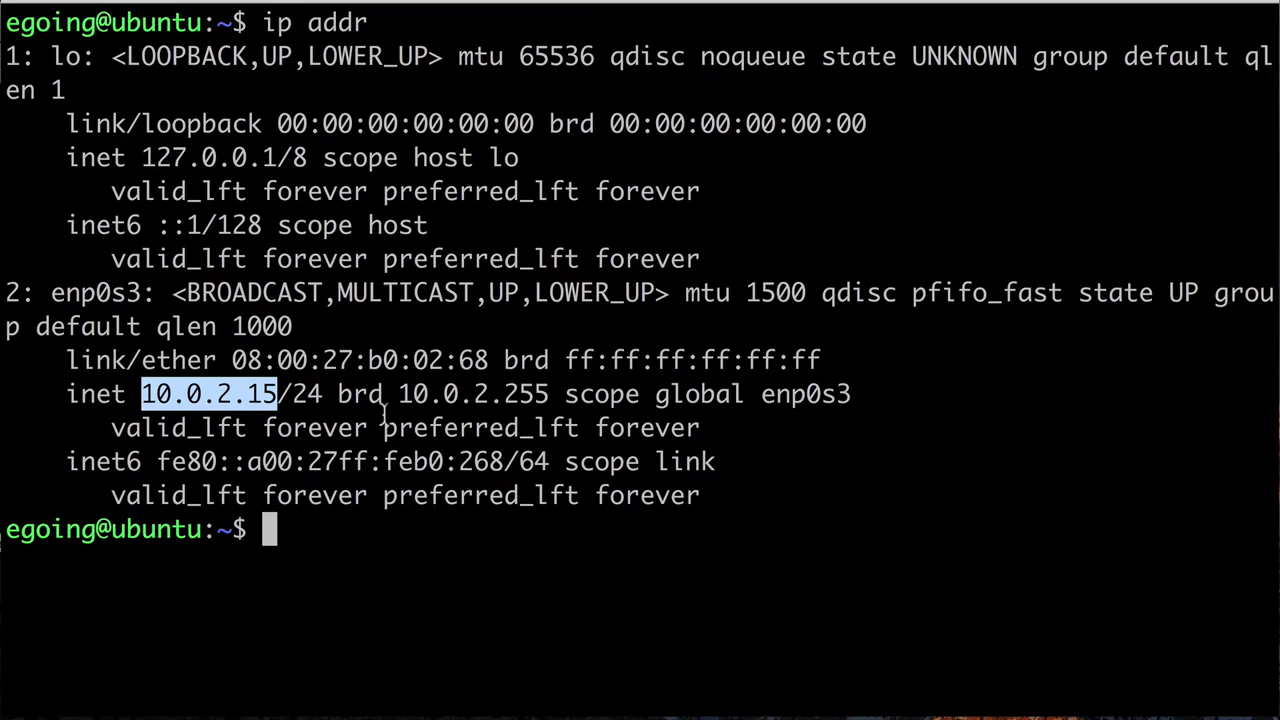 egoing@ubuntu:~$ ip addr
1: lo: <LOOPBACK,UP,LOWER_UP> mtu 65536 qdisc noqueue state UNKNOWN group default ql
en 1
    link/loopback 00:00:00:00:00:00 brd 00:00:00:00:00:00
    inet 127.0.0.1/8 scope host lo
       valid_lft forever preferred_lft forever
    inet6 ::1/128 scope host
       valid_lft forever preferred_lft forever
2: enp0s3: <BROADCAST,MULTICAST,UP,LOWER_UP> mtu 1500 qdisc pfifo_fast state UP grou
p default qlen 1000
    link/ether 08:00:27:b0:02:68 brd ff:ff:ff:ff:ff:ff
    inet 10.0.2.15/24 brd 10.0.2.255 scope global enp0s3
       valid_lft forever preferred_lft forever
    inet6 fe80::a00:27ff:feb0:268/64 scope link
       valid_lft forever preferred_lft forever
egoing@ubuntu:~$